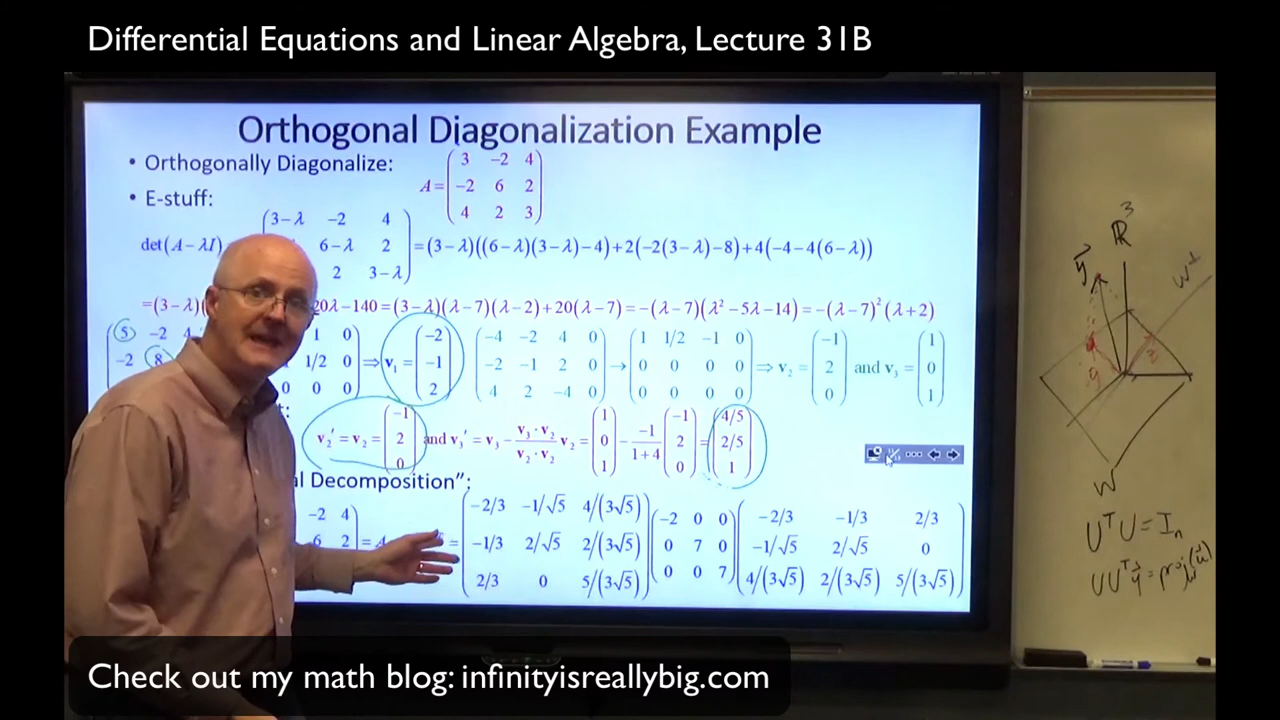 Differential Equations and Linear Algebra, Lecture 31B
Orthogonal Diagonalization Example
• Orthogonally Diagonalize: A = ( 3 −2 4 ; −2 6 2 ; 4 2 3 )
• E-stuff:
det(A−λI) ( 3−λ −2 4 ; 6−λ 2 ; 2 3−λ ) = (3−λ)((6−λ)(3−λ)−4)+2(−2(3−λ)−8)+4(−4−4(6−λ))
=(3−λ)( 20λ−140 = (3−λ)(λ−7)(λ−2)+20(λ−7) = −(λ−7)(λ²−5λ−14) = −(λ−7)²(λ+2)
( 5 −2 4 ; −2 8 1 0 ; 1/2 0 ; 0 0 0 ) ⇒ v₁ = ( −2 ; −1 ; 2 ) ( −4 −2 4 0 ; −2 −1 2 0 ; 4 2 −4 0 ) → ( 1 1/2 −1 0 ; 0 0 0 0 ; 0 0 0 0 ) ⇒ v₂ = ( −1 ; 2 ; 0 ) and v₃ = ( 1 ; 0 ; 1 )
v₂′ = v₂ = ( −1 ; 2 ; 0 ) and v₃′ = v₃ − (v₃·v₂)/(v₂·v₂) v₂ = ( 1 ; 0 ; 1 ) − −1/(1+4) ( −1 ; 2 ; 0 ) = ( 4/5 ; 2/5 ; 1 )
Decomposition":
−2 4 ; 6 2 ; 2 3 ) = A = ( −2/3 −1/√5 4/(3√5) ; −1/3 2/√5 2/(3√5) ; 2/3 0 5/(3√5) ) ( −2 0 0 ; 0 7 0 ; 0 0 7 ) ( −2/3 −1/3 2/3 ; −1/√5 2/√5 0 ; 4/(3√5) 2/(3√5) 5/(3√5) )
ℝ³
y
W⊥
ŷ
z
W
UᵀU = Iₙ
Check out my math blog: infinityisreallybig.com